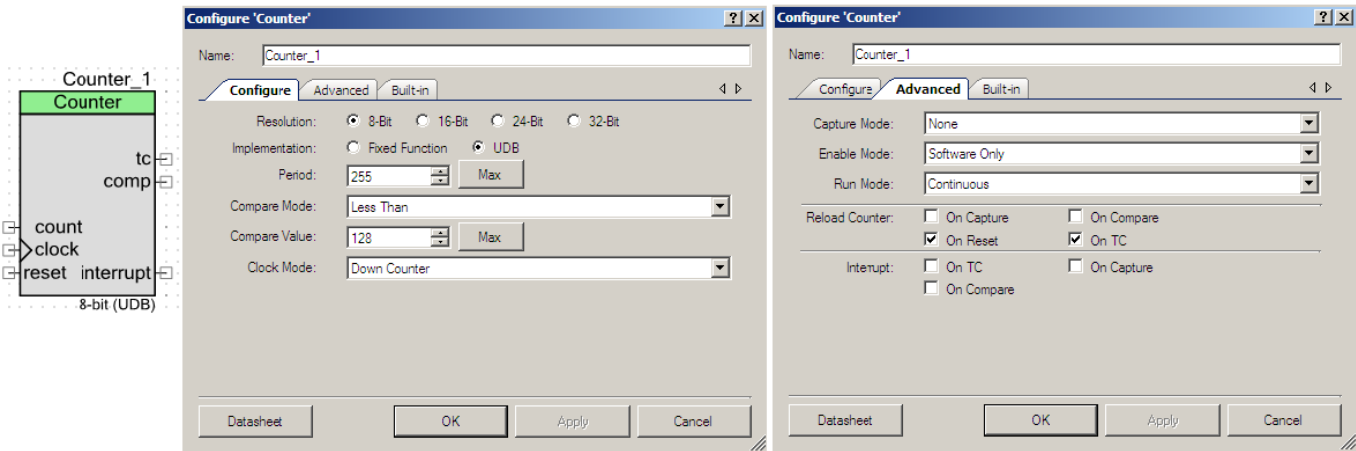 Counter_1
Counter
tc
comp
count
clock
reset interrupt
8-bit (UDB)
Configure 'Counter'
Name: Counter_1
Configure Advanced Built-in
Resolution: 8-Bit 16-Bit 24-Bit 32-Bit
Implementation: Fixed Function UDB
Period: 255 Max
Compare Mode: Less Than
Compare Value: 128 Max
Clock Mode: Down Counter
Datasheet OK Apply Cancel
Configure 'Counter'
Name: Counter_1
Configure Advanced Built-in
Capture Mode: None
Enable Mode: Software Only
Run Mode: Continuous
Reload Counter: On Capture On Compare
On Reset On TC
Interrupt: On TC On Capture
On Compare
Datasheet OK Apply Cancel